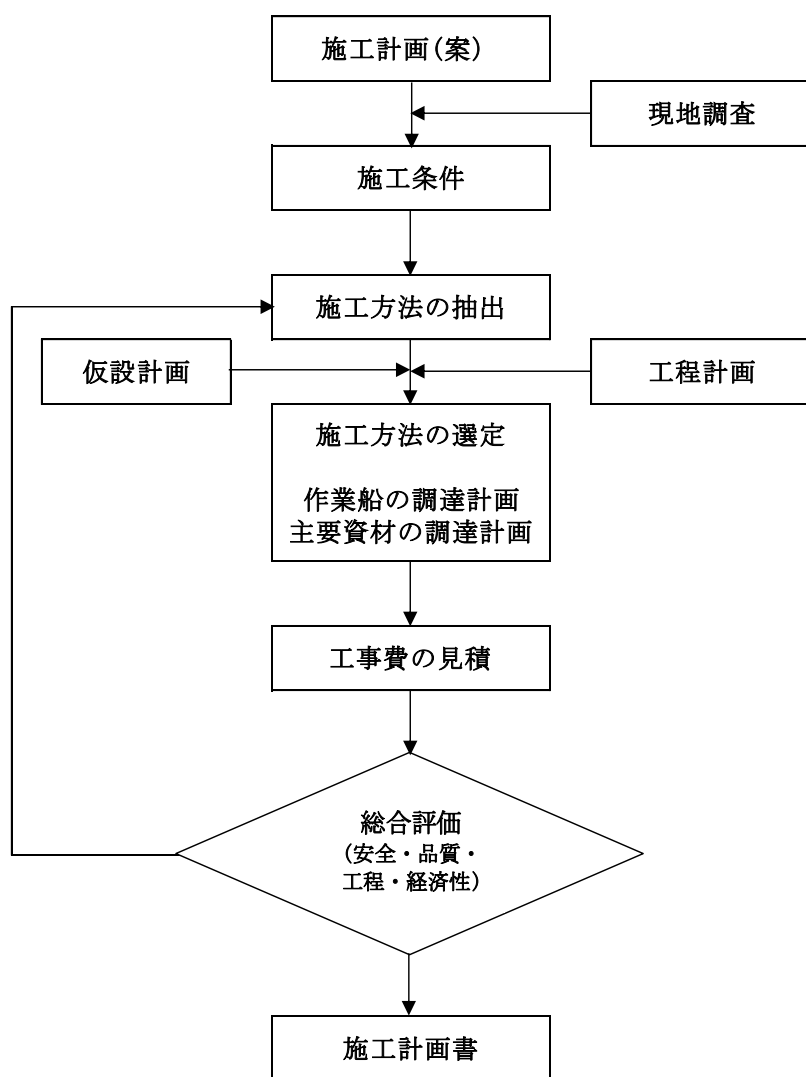 施工計画(案)
現地調査
施工条件
施工方法の抽出
仮設計画
工程計画
施工方法の選定
作業船の調達計画
主要資材の調達計画
工事費の見積
総合評価
(安全・品質・
工程・経済性)
施工計画書